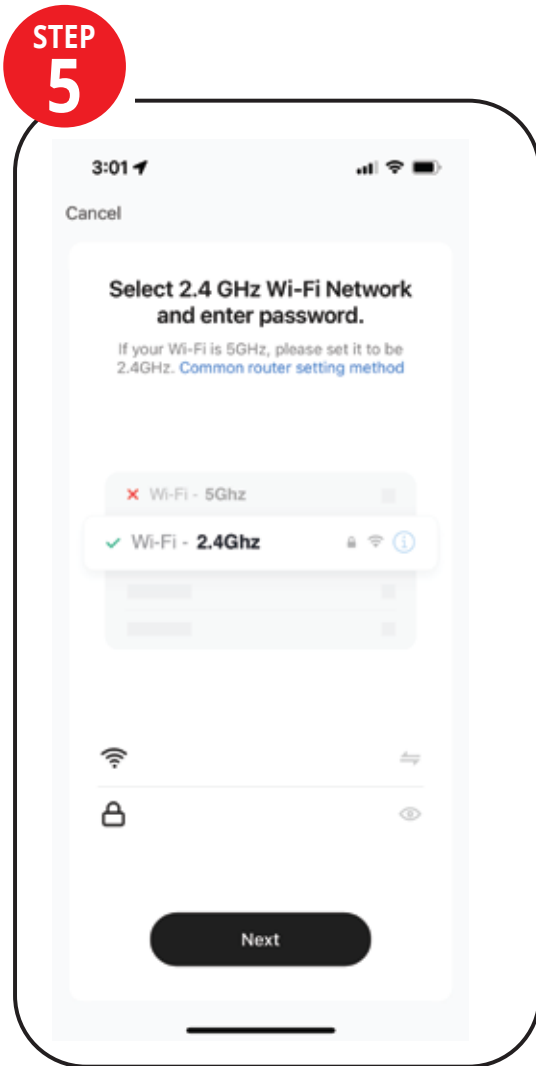 STEP
5
3:01
Cancel
Select 2.4 GHz Wi-Fi Network
and enter password.
If your Wi-Fi is 5GHz, please set it to be
2.4GHz. Common router setting method
Wi-Fi - 5Ghz
Wi-Fi - 2.4Ghz
Next